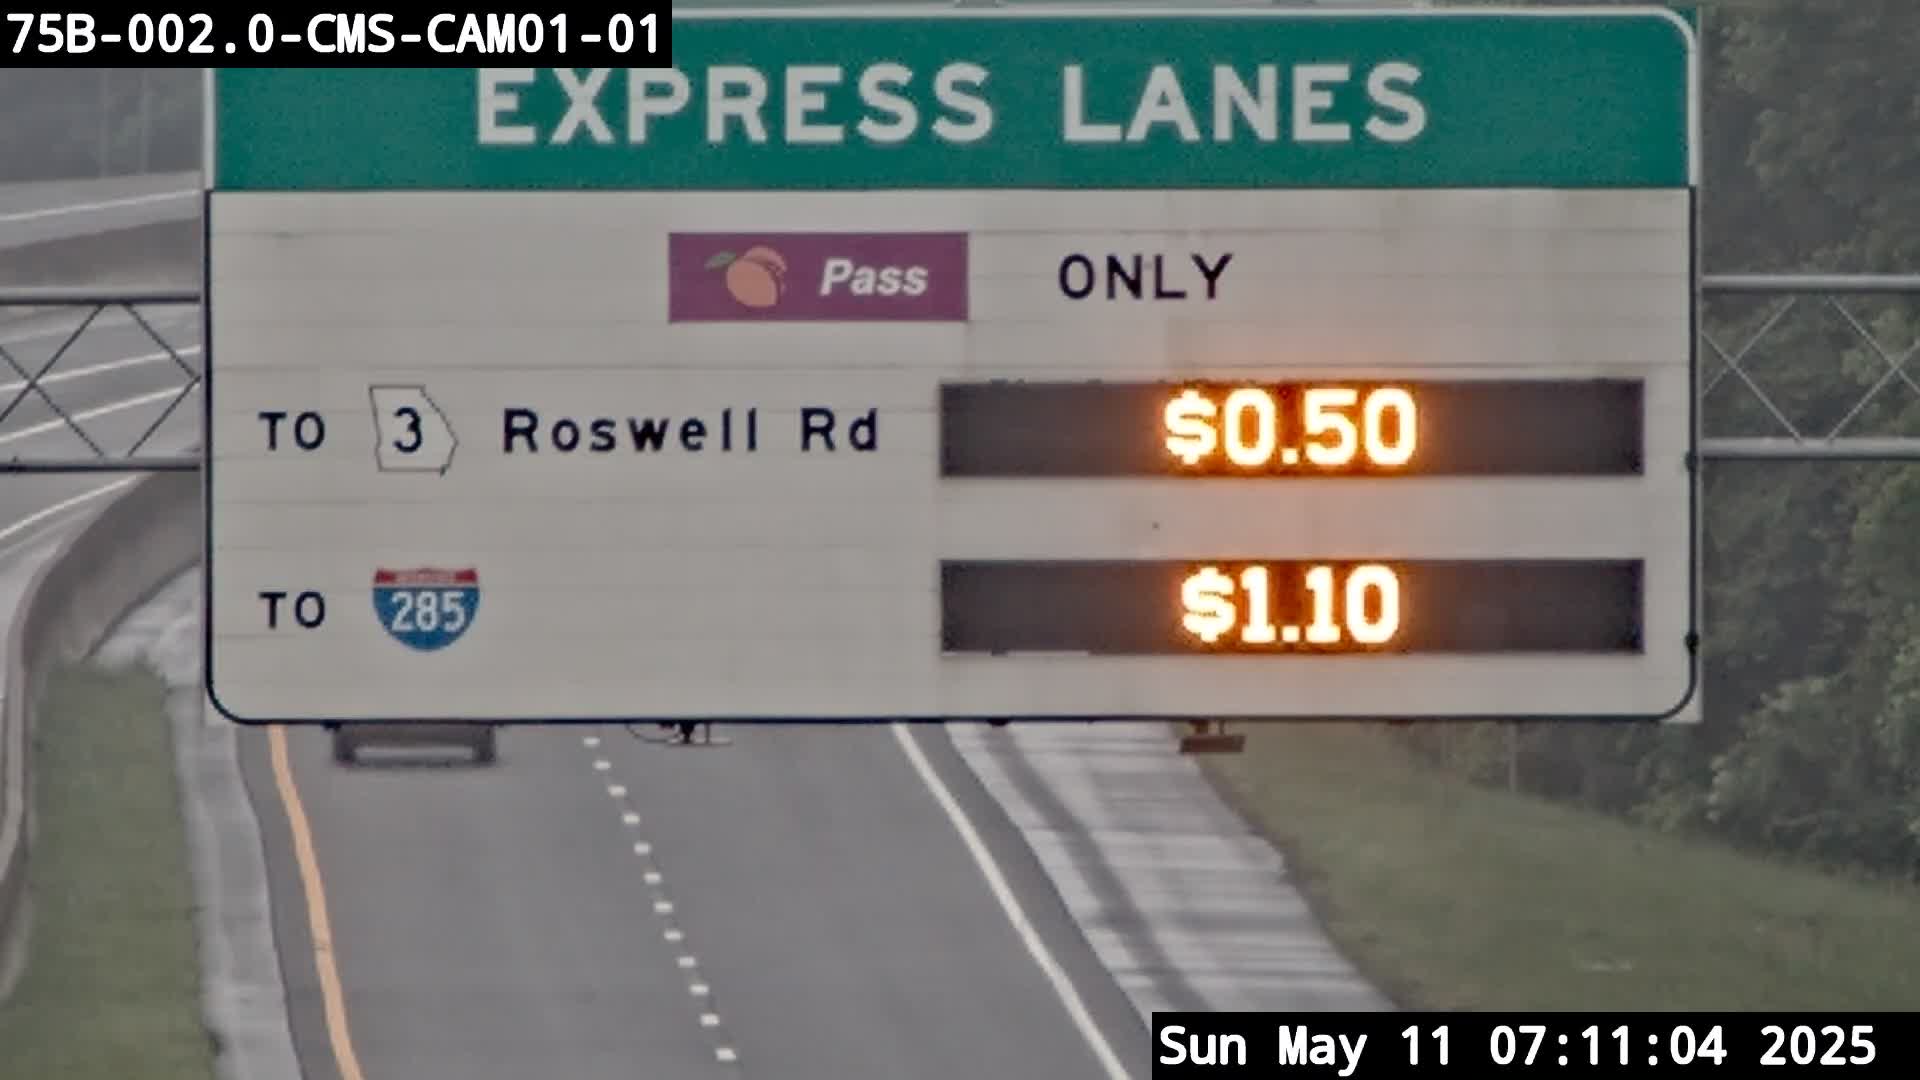 75B-002.0-CMS-CAM01-01
EXPRESS LANES
Pass ONLY
TO 3 Roswell Rd $0.50
TO 285 $1.10
Sun May 11 07:11:04 2025